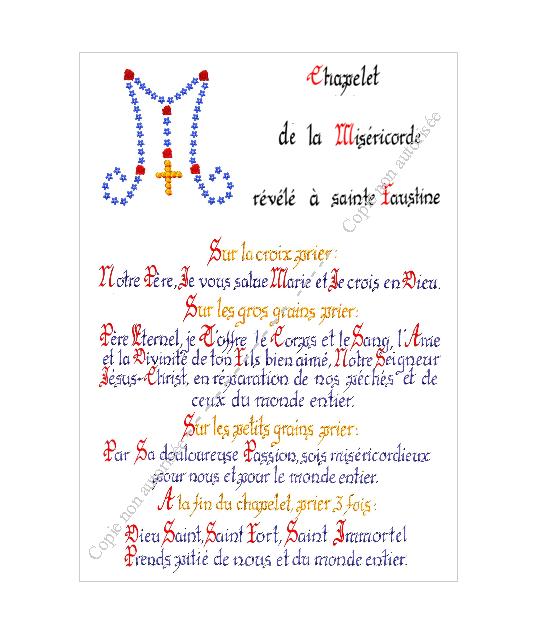 Chapelet
de la Miséricorde
révélé à sainte Faustine
Sur la croix prier:
Notre Père, Je vous salue Marie et Je crois en Dieu.
Sur les gros grains prier:
Père Eternel, je T'offre le Corps et le Sang, l'Ame
et la Divinité de ton Fils bien aimé, Notre Seigneur
Jésus-Christ, en réparation de nos péchés et de
ceux du monde entier.
Sur les petits grains prier:
Par Sa douloureuse Passion, sois miséricordieux
pour nous et pour le monde entier.
A la fin du chapelet, prier 3 fois:
Dieu Saint, Saint Fort, Saint Immortel
Prends pitié de nous et du monde entier.
Copie non autorisée
Copie non autorisée